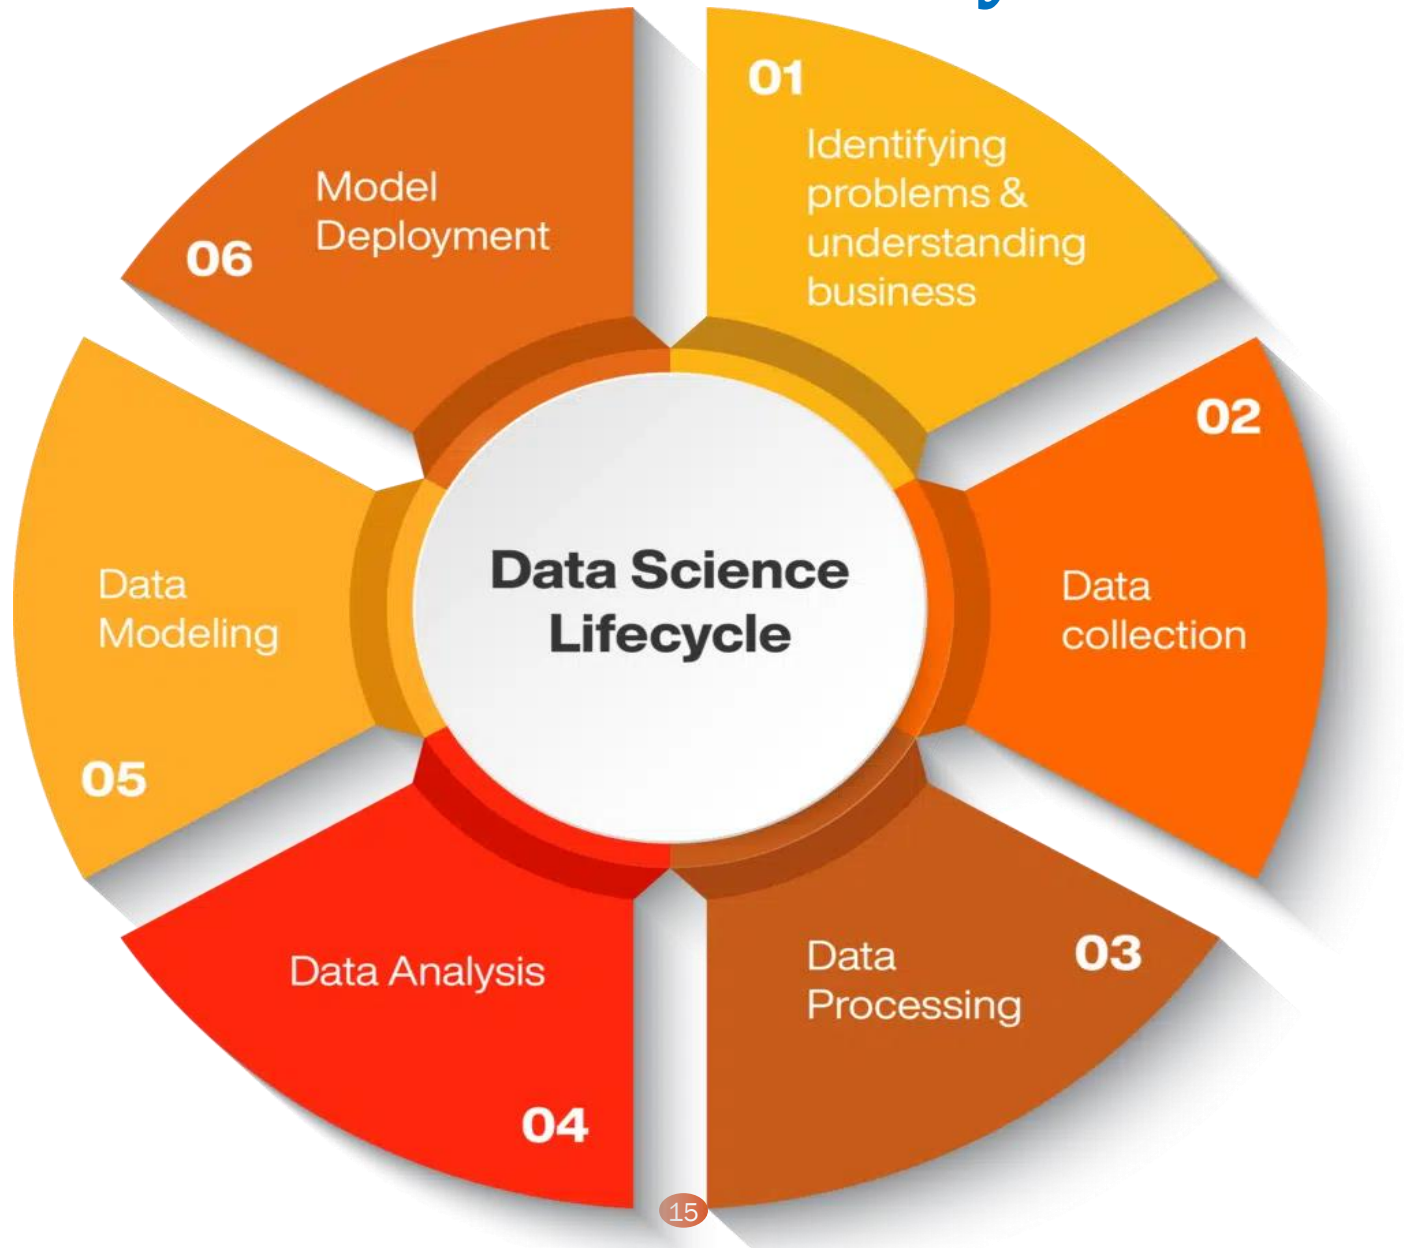 01
Identifying
problems &
understanding
business
02
Data
collection
03
Data
Processing
04
Data Analysis
05
Data
Modeling
06
Model
Deployment
Data Science
Lifecycle
15